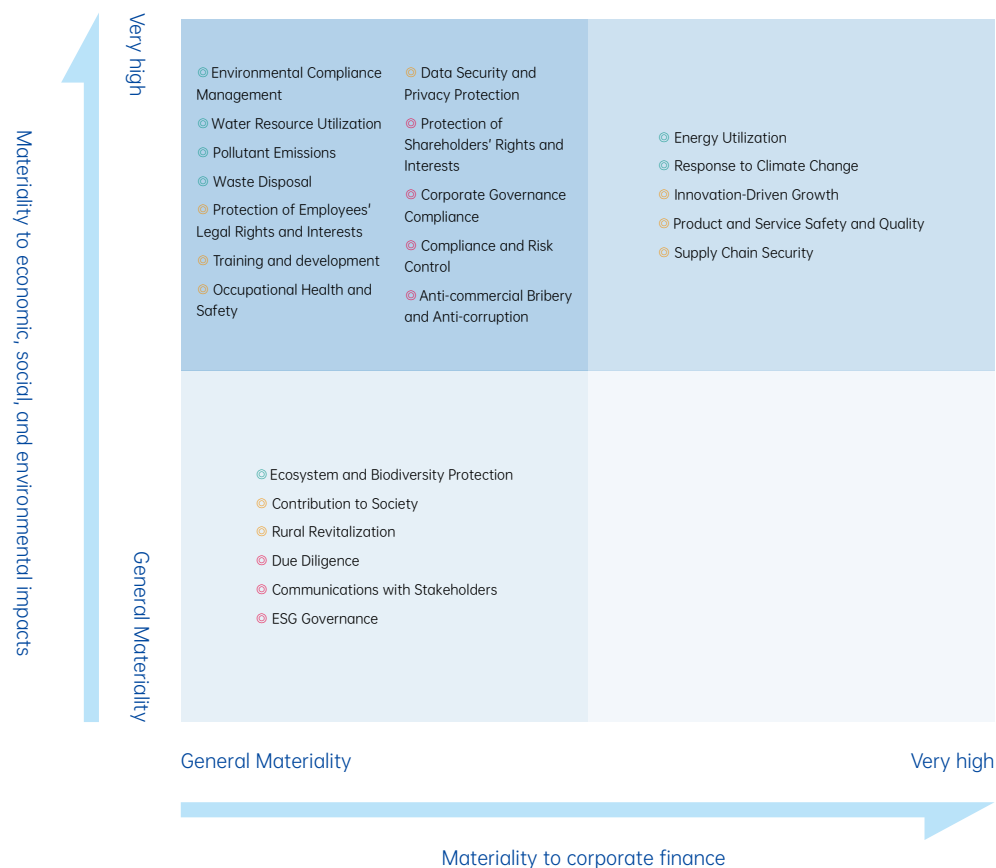 Materiality to economic, social, and environmental impacts
Very high
General Materiality
Environmental Compliance
Management
Water Resource Utilization
Pollutant Emissions
Waste Disposal
Protection of Employees'
Legal Rights and Interests
Training and development
Occupational Health and
Safety
Data Security and
Privacy Protection
Protection of
Shareholders' Rights and
Interests
Corporate Governance
Compliance
Compliance and Risk
Control
Anti-commercial Bribery
and Anti-corruption
Energy Utilization
Response to Climate Change
Innovation-Driven Growth
Product and Service Safety and Quality
Supply Chain Security
Ecosystem and Biodiversity Protection
Contribution to Society
Rural Revitalization
Due Diligence
Communications with Stakeholders
ESG Governance
General Materiality
Very high
Materiality to corporate finance